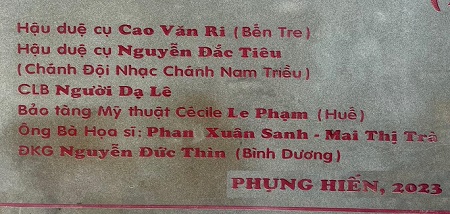 Hậu duệ cụ Cao Văn Ri (Bến Tre)
Hậu duệ cụ Nguyễn Đắc Tiêu
(Chánh Đội Nhạc Chánh Nam Triều)
CLB Người Dạ Lê
Bảo tàng Mỹ thuật Cécile Le Phạm (Huế)
Ông Bà Họa sĩ: Phan Xuân Sanh - Mai Thị Trà
ĐKG Nguyễn Đức Thìn (Bình Dương)
PHỤNG HIẾN, 2023